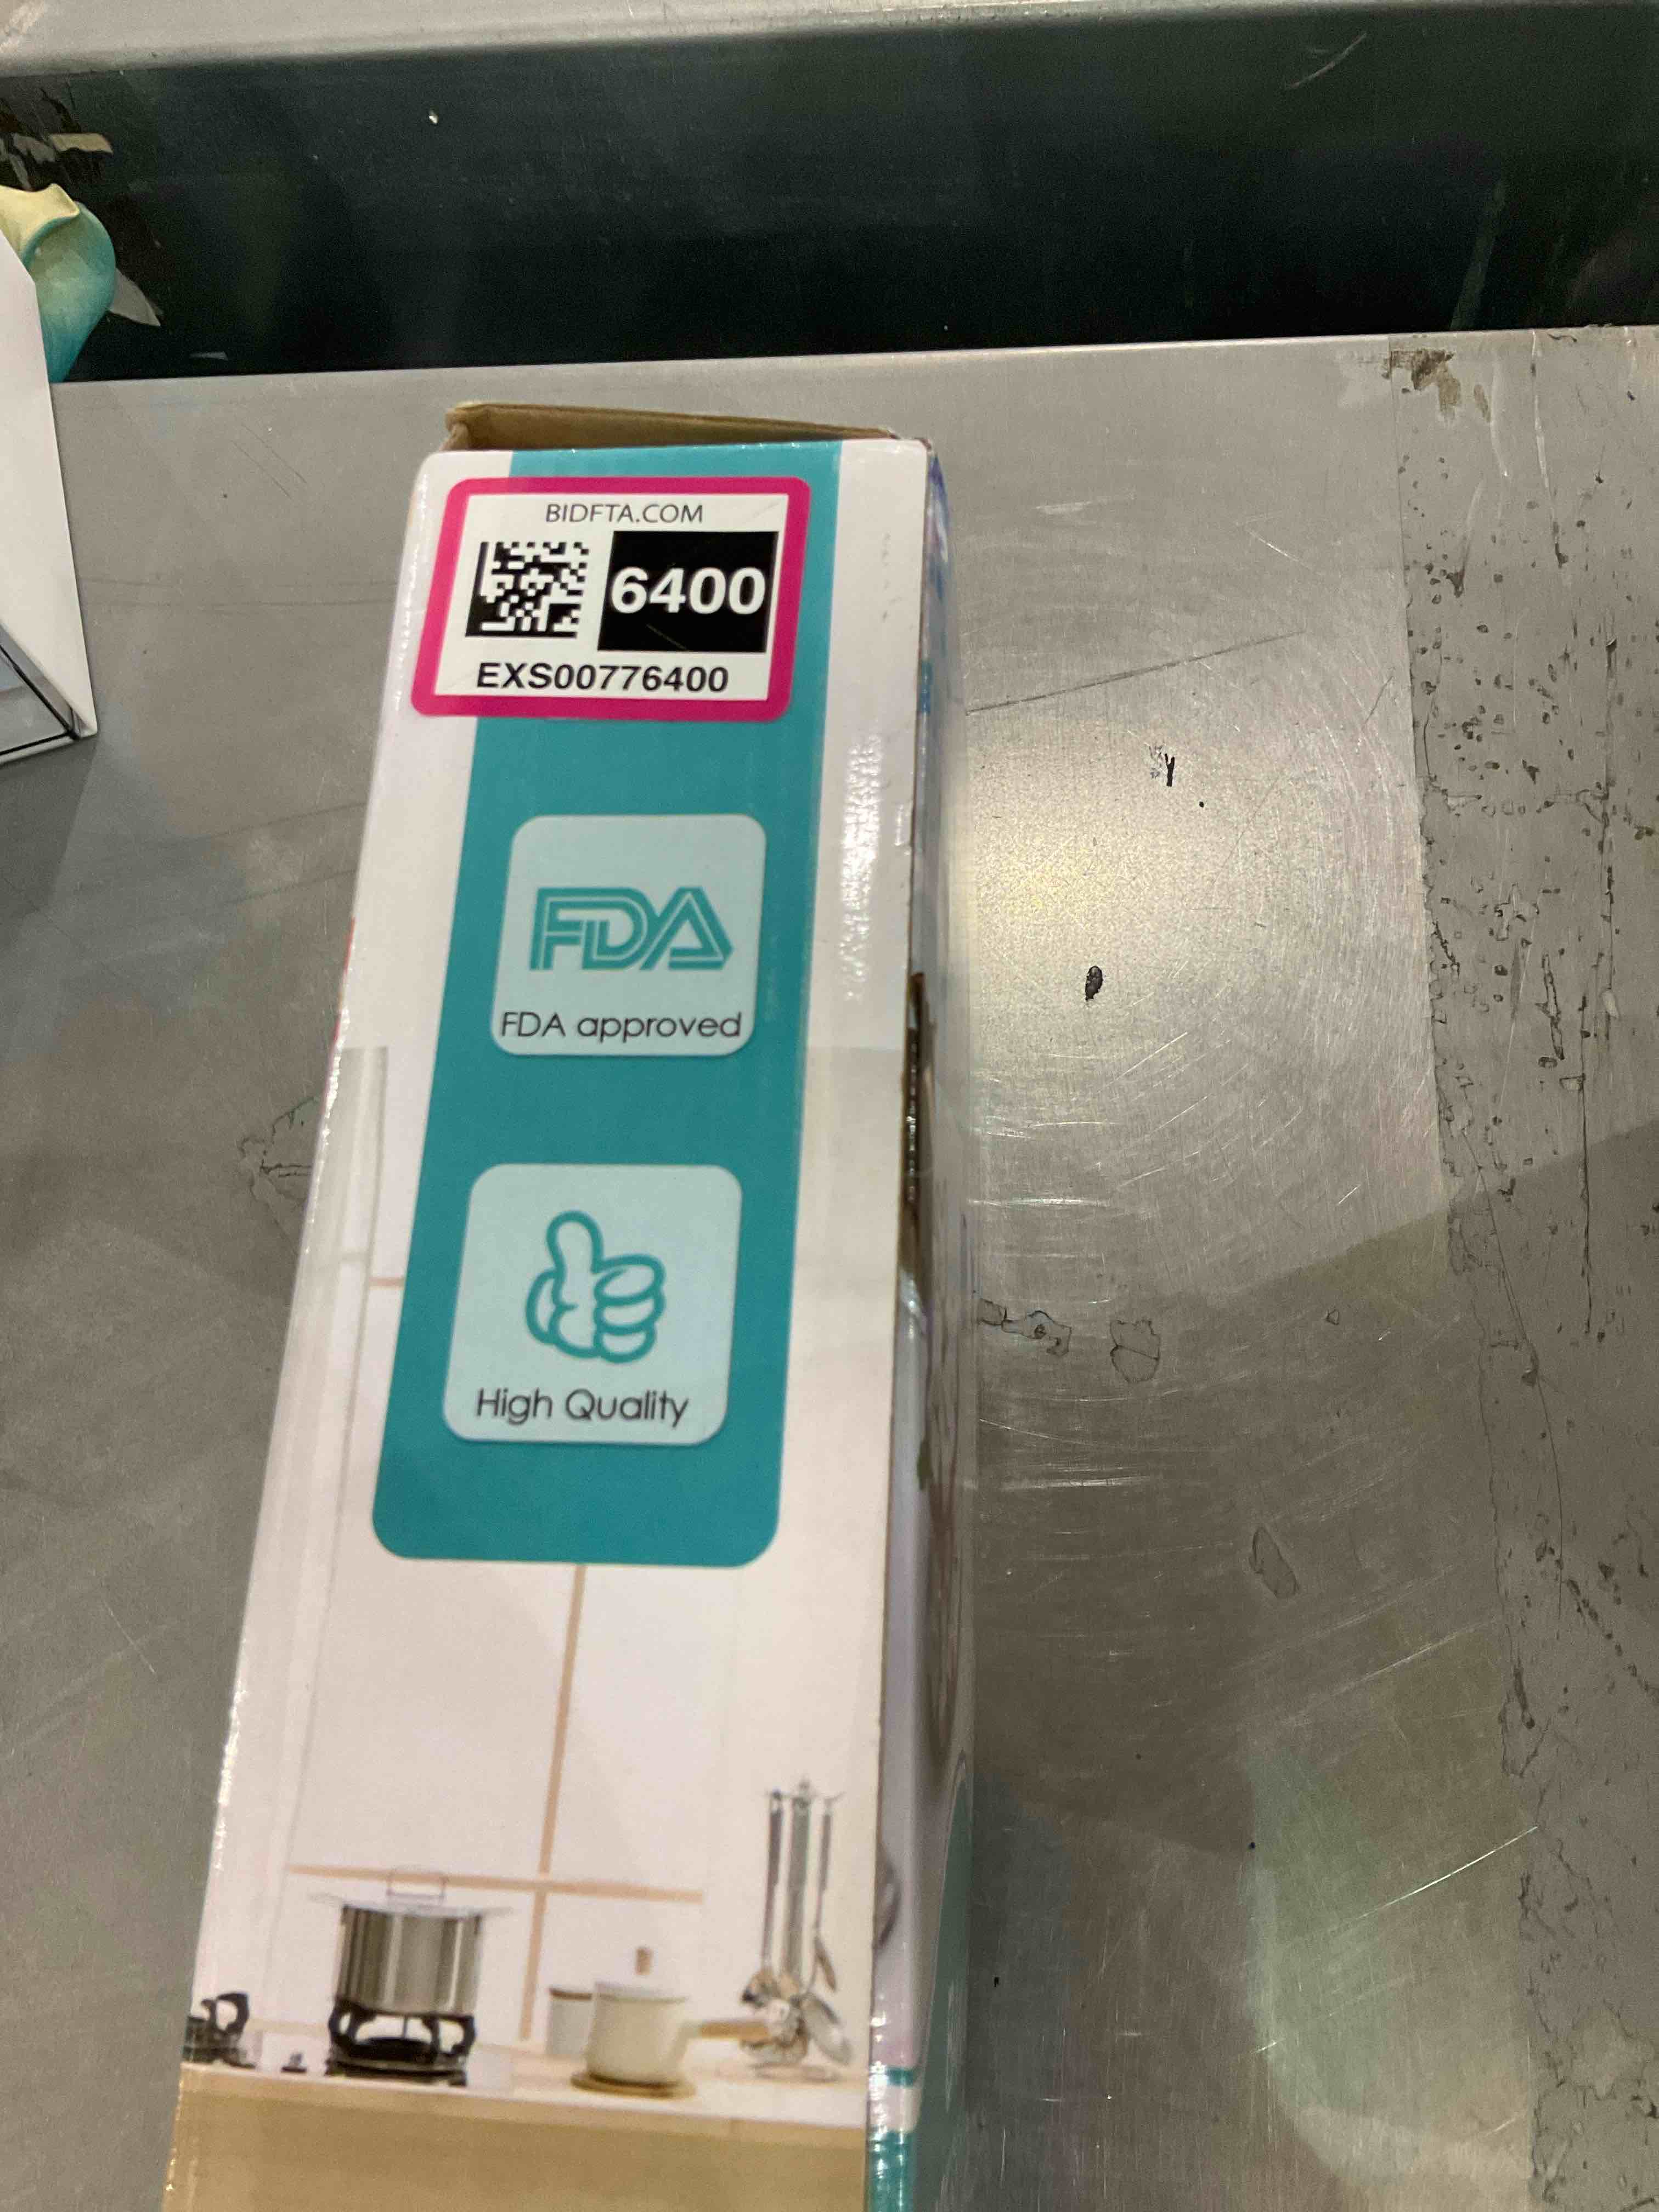 BIDFTA.COM
6400
EXS00776400
FDA
FDA approved
High Quality